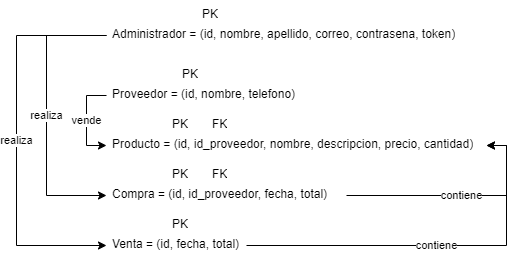 PK
Administrador = (id, nombre, apellido, correo, contrasena, token)
PK
Proveedor = (id, nombre, telefono)
realiza
vende
PK FK
Producto = (id, id_proveedor, nombre, descripcion, precio, cantidad)
realiza
PK FK
Compra = (id, id_proveedor, fecha, total)
contiene
PK
Venta = (id, fecha, total)
contiene